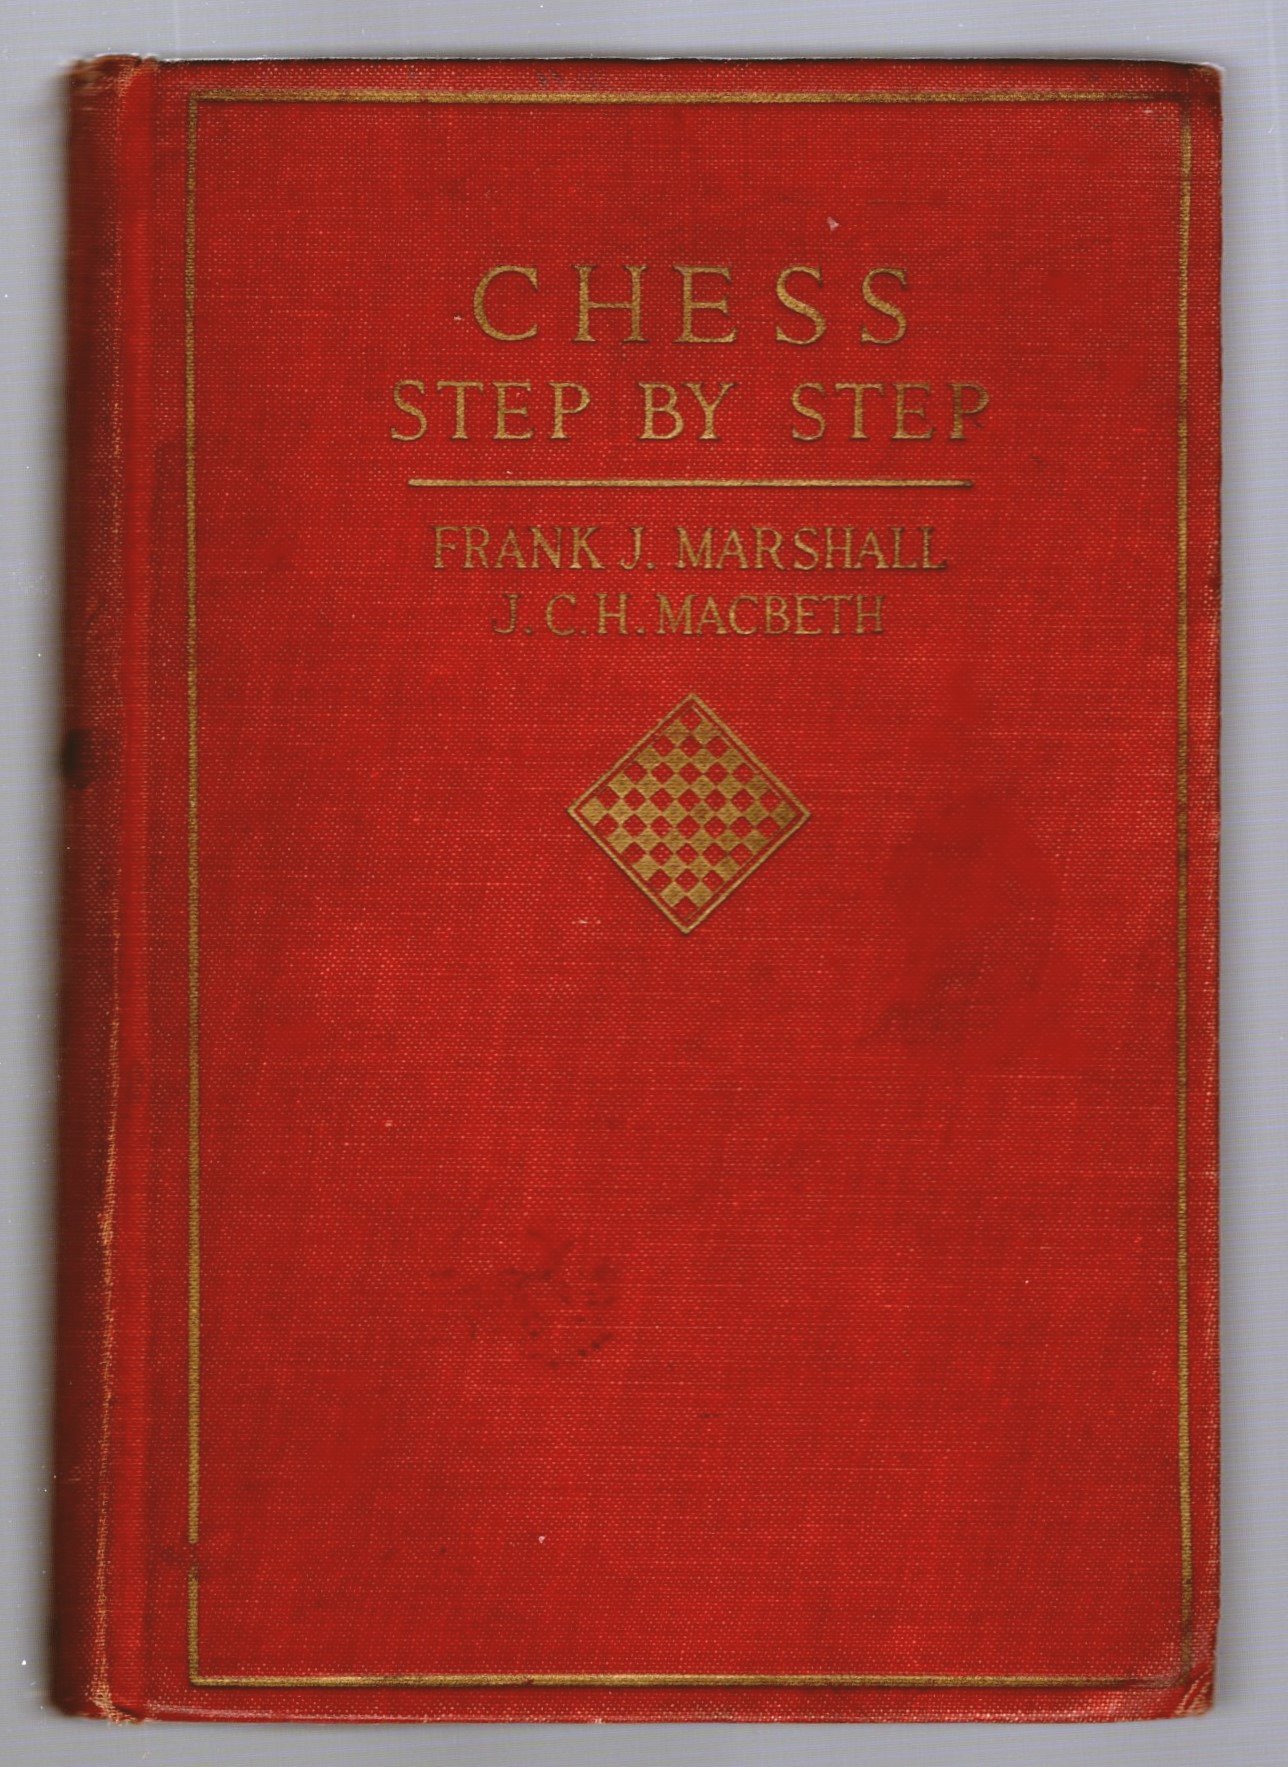 CHESS
STEP BY STEP
FRANK J. MARSHALL
J. C. H. MACBETH